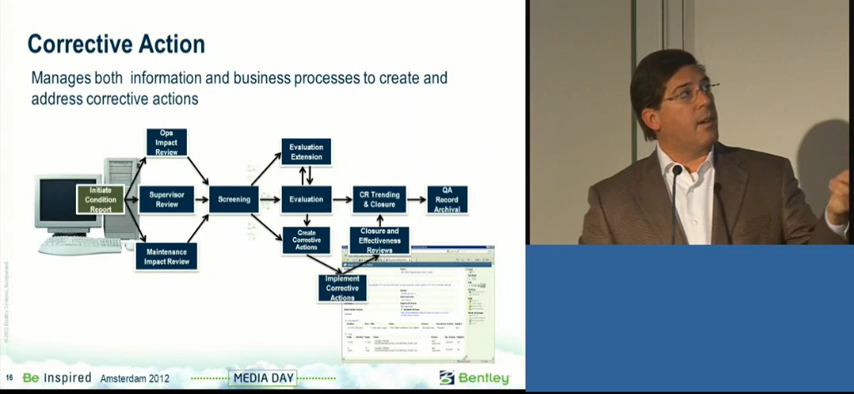 Corrective Action
Manages both information and business processes to create and
address corrective actions
Ops
Impact
Review
Evaluation
Extension
Initiate
Condition
Report
Supervisor
Review
Screening
Evaluation
CR Trending
& Closure
QA
Record
Archival
Maintenance
Impact Review
Create
Corrective
Actions
Closure and
Effectiveness
Reviews
Implement
Corrective
Actions
16 Be Inspired Amsterdam 2012
MEDIA DAY
Bentley